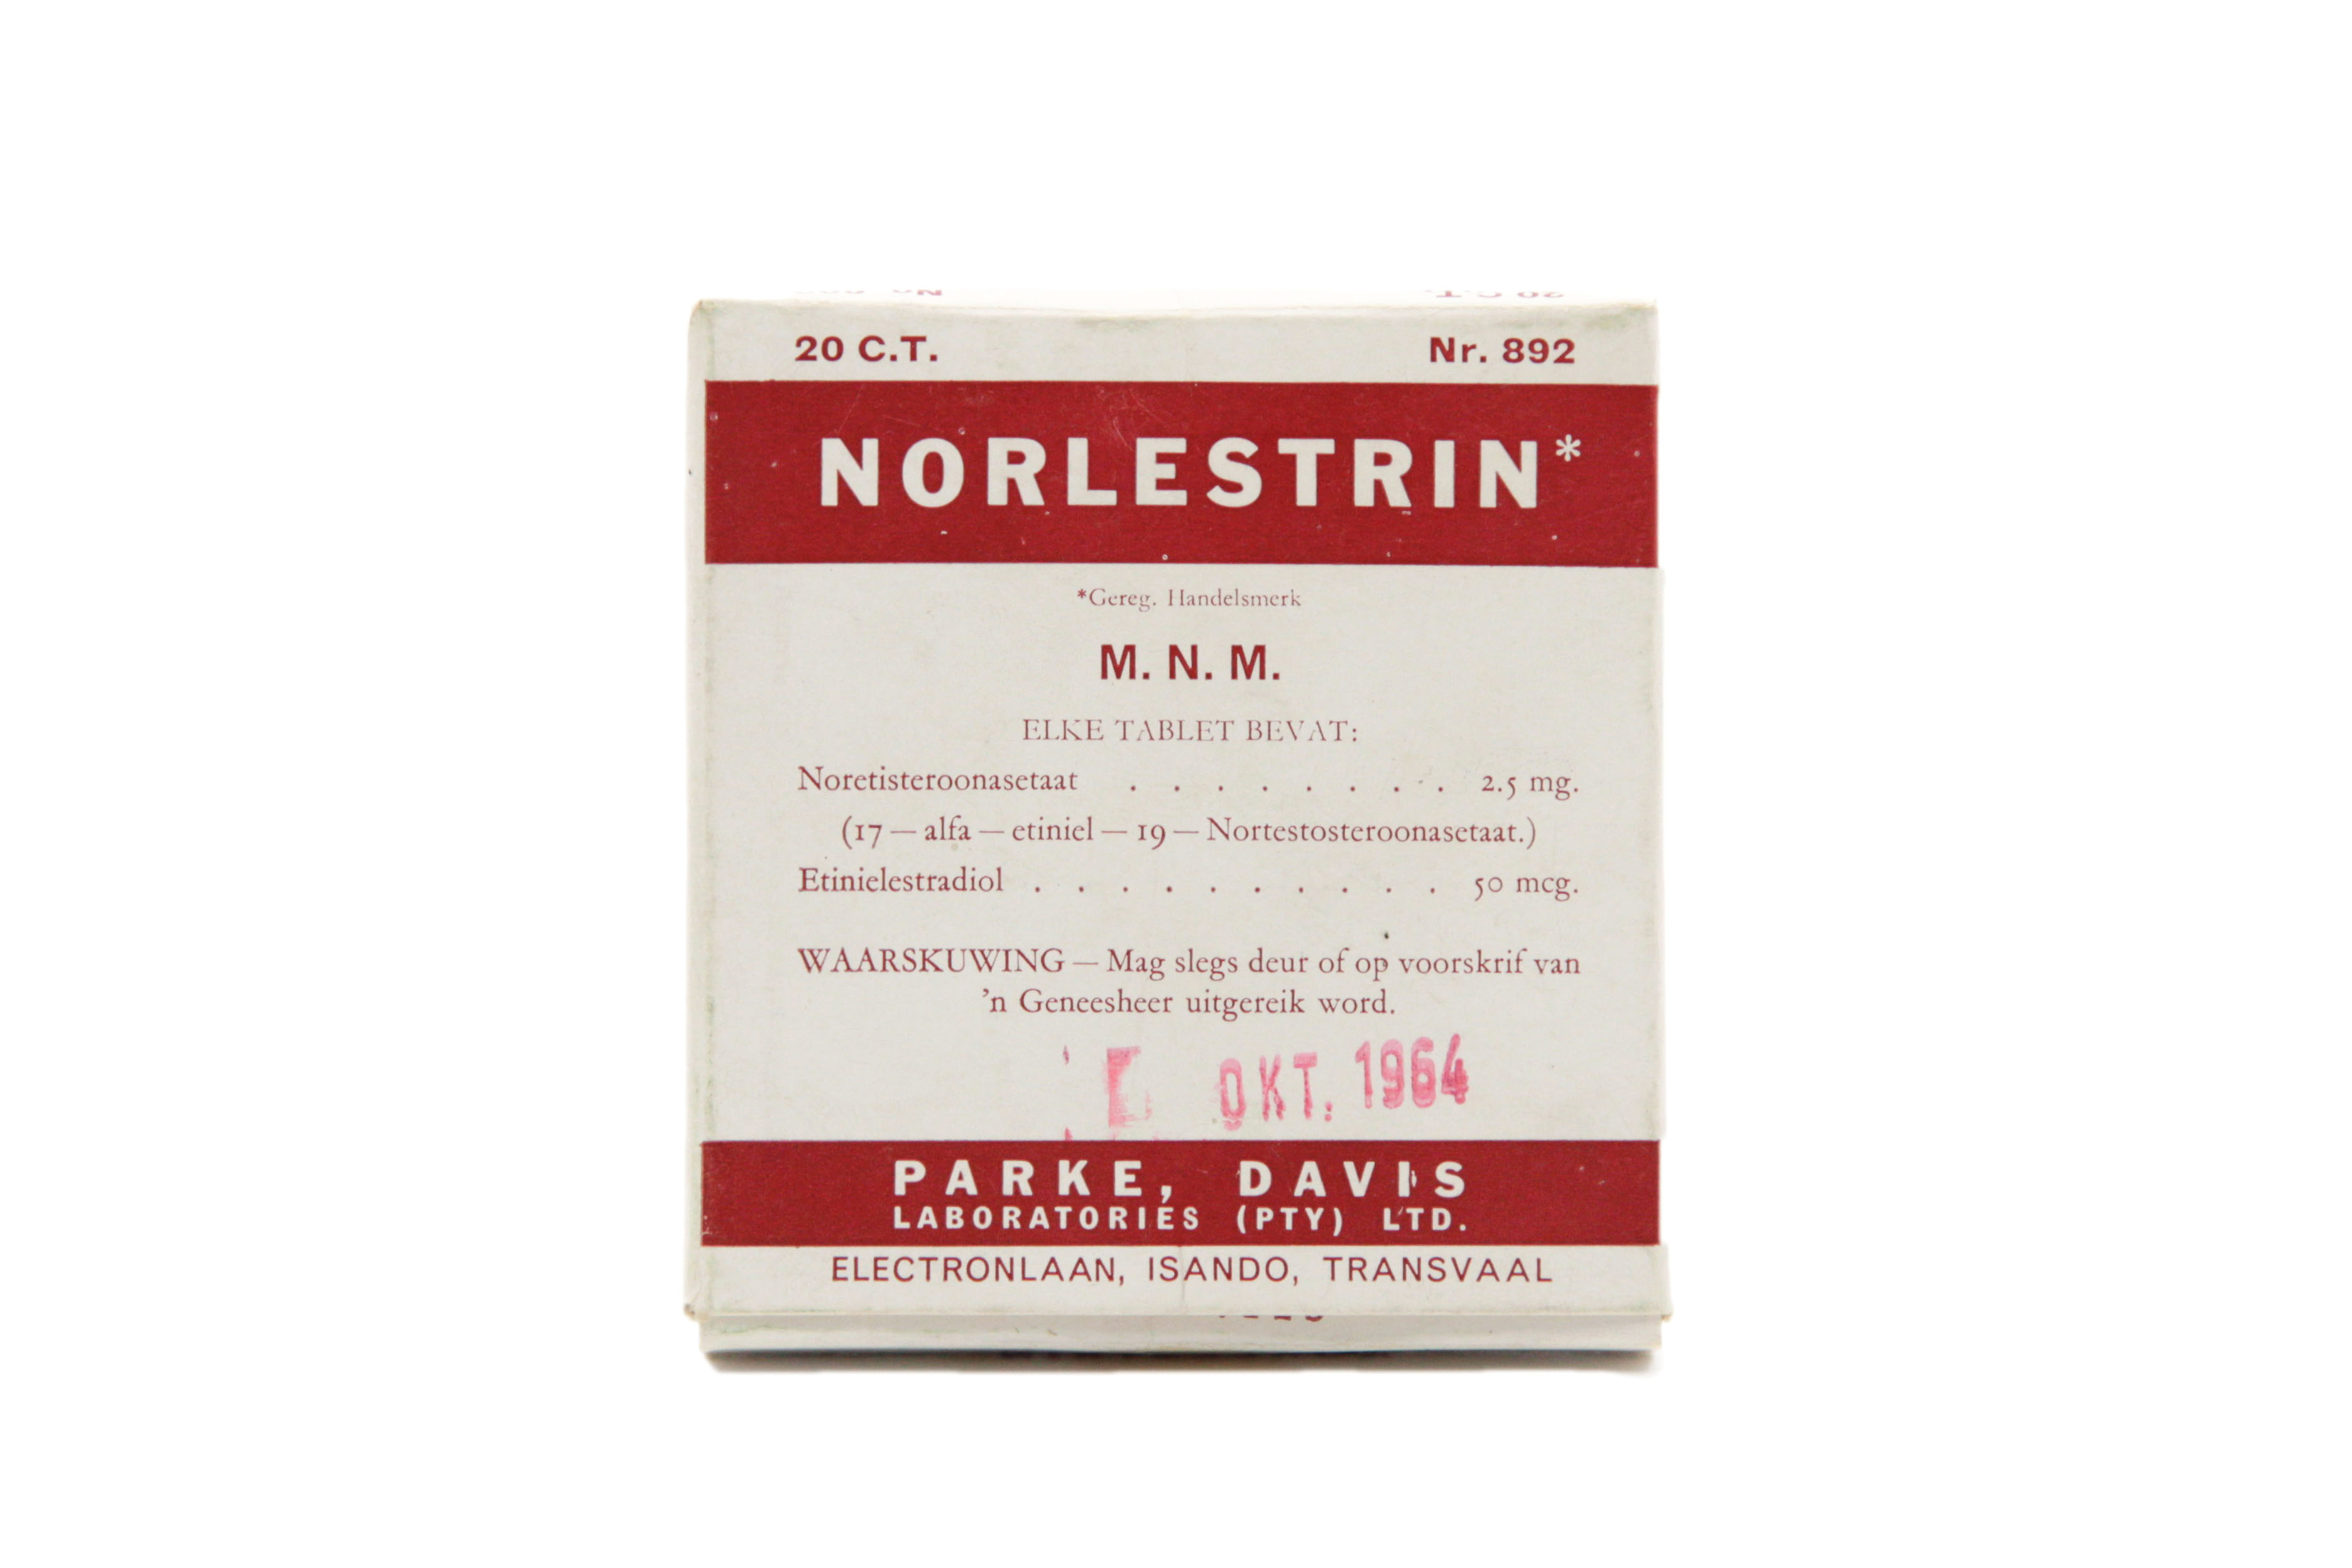 20 C.T. Nr. 892
NORLESTRIN*
*Gereg. Handelsmerk
M. N. M.
ELKE TABLET BEVAT:
Noretisteroonasetaat . . . . . . . . 2.5 mg.
(17 — alfa — etiniel — 19 — Nortestosteroonasetaat.)
Etinielestradiol . . . . . . . . . . 50 mcg.
WAARSKUWING — Mag slegs deur of op voorskrif van
'n Geneesheer uitgereik word.
OKT. 1964
PARKE, DAVIS
LABORATORIES (PTY) LTD.
ELECTRONLAAN, ISANDO, TRANSVAAL